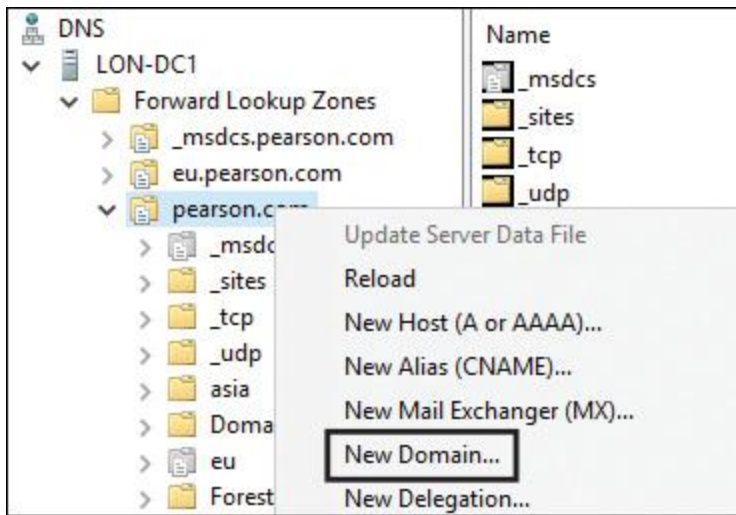 DNS
LON-DC1
Forward Lookup Zones
_msdcs.pearson.com
eu.pearson.com
pearson.com
_msdc
_sites
_tcp
_udp
asia
Doma
eu
Forest
Name
_msdcs
_sites
_tcp
_udp
Update Server Data File
Reload
New Host (A or AAAA)...
New Alias (CNAME)...
New Mail Exchanger (MX)...
New Domain...
New Delegation...